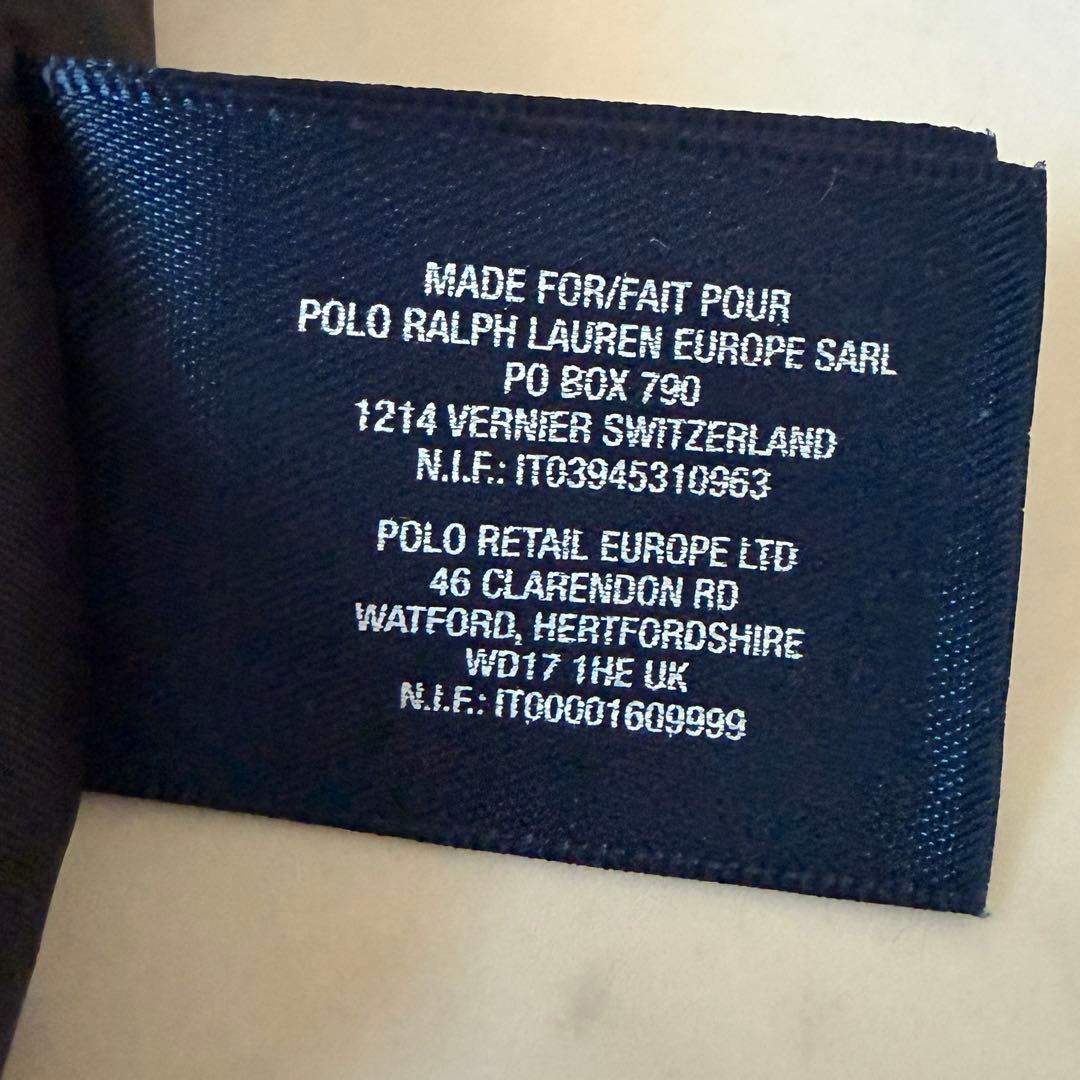 MADE FOR/FAIT POUR
POLO RALPH LAUREN EUROPE SARL
PO BOX 790
1214 VERNIER SWITZERLAND
N.I.F.: IT03945310963
POLO RETAIL EUROPE LTD
46 CLARENDON RD
WATFORD, HERTFORDSHIRE
WD17 1HE UK
N.I.F.: IT00001609999